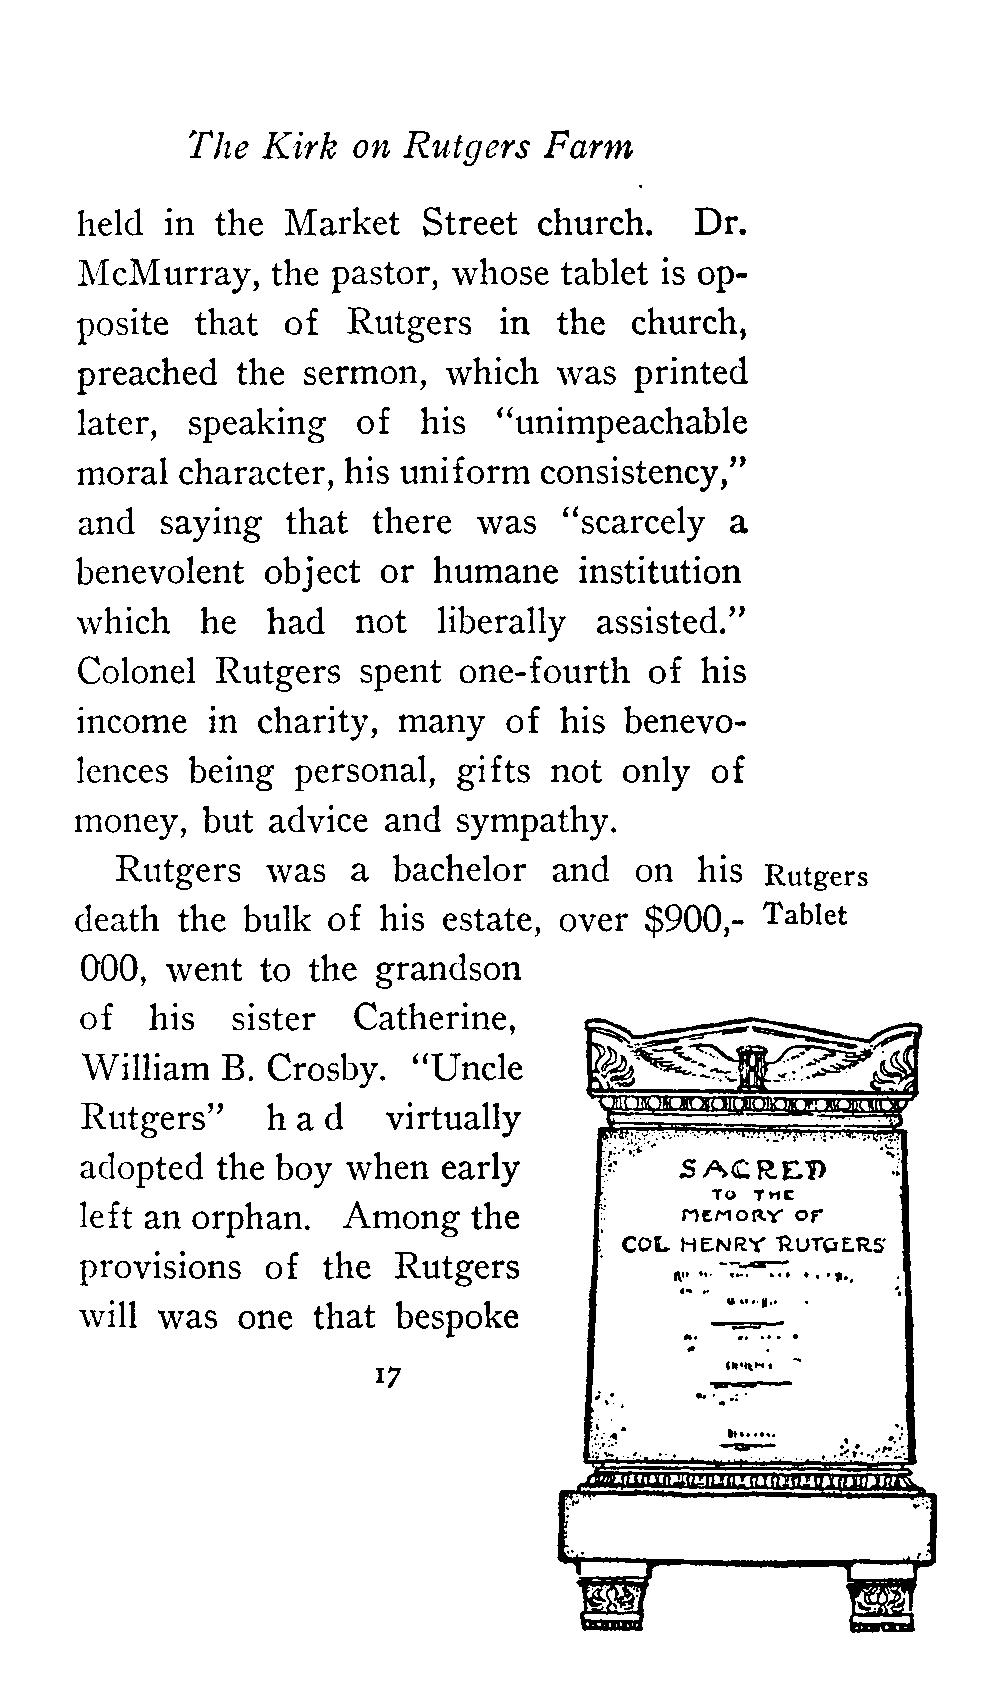 The Kirk on Rutgers Farm
held in the Market Street church. Dr.
McMurray, the pastor, whose tablet is op-
posite that of Rutgers in the church,
preached the sermon, which was printed
later, speaking of his “unimpeachable
moral character, his uniform consistency,”
and saying that there was “scarcely a
benevolent object or humane institution
which he had not liberally assisted.”
Colonel Rutgers spent one-fourth of his
income in charity, many of his benevo-
lences being personal, gifts not only of
money, but advice and sympathy.
Rutgers was a bachelor and on his
death the bulk of his estate, over $900,-
000, went to the grandson
of his sister Catherine,
William B. Crosby. “Uncle
Rutgers” had virtually
adopted the boy when early
left an orphan. Among the
provisions of the Rutgers
will was one that bespoke
Rutgers
Tablet
SACRED
TO THE
MEMORY OF
COL. HENRY RUTGERS
17